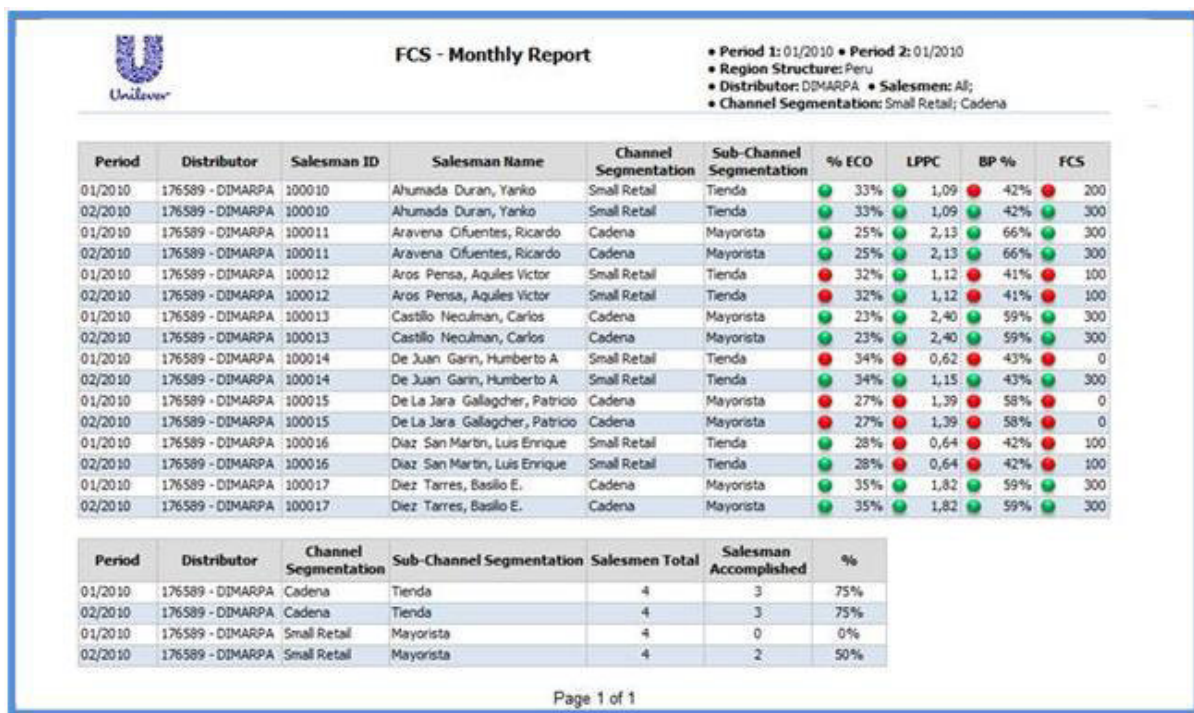 Unilever
FCS - Monthly Report
• Period 1: 01/2010 • Period 2: 01/2010
• Region Structure: Peru
• Distributor: DIMARPA • Salesmen: All;
• Channel Segmentation: Small Retail; Cadena
Period Distributor Salesman ID Salesman Name Channel Segmentation Sub-Channel Segmentation % ECO LPPC BP % FCS
01/2010 176589 - DIMARPA 100010 Ahumada Duran, Yanko Small Retail Tienda 33% 1,09 42% 200
02/2010 176589 - DIMARPA 100010 Ahumada Duran, Yanko Small Retail Tienda 33% 1,09 42% 300
01/2010 176589 - DIMARPA 100011 Aravena Cifuentes, Ricardo Cadena Mayorista 25% 2,13 66% 300
02/2010 176589 - DIMARPA 100011 Aravena Cifuentes, Ricardo Cadena Mayorista 25% 2,13 66% 300
01/2010 176589 - DIMARPA 100012 Aros Pensa, Aquiles Victor Small Retail Tienda 32% 1,12 41% 100
02/2010 176589 - DIMARPA 100012 Aros Pensa, Aquiles Victor Small Retail Tienda 32% 1,12 41% 100
01/2010 176589 - DIMARPA 100013 Castillo Neculman, Carlos Cadena Mayorista 23% 2,40 59% 300
02/2010 176589 - DIMARPA 100013 Castillo Neculman, Carlos Cadena Mayorista 23% 2,40 59% 300
01/2010 176589 - DIMARPA 100014 De Juan Garin, Humberto A Small Retail Tienda 34% 0,62 43% 0
02/2010 176589 - DIMARPA 100014 De Juan Garin, Humberto A Small Retail Tienda 34% 1,15 43% 300
01/2010 176589 - DIMARPA 100015 De La Jara Gallagcher, Patricio Cadena Mayorista 27% 1,39 58% 0
02/2010 176589 - DIMARPA 100015 De La Jara Gallagcher, Patricio Cadena Mayorista 27% 1,39 58% 0
01/2010 176589 - DIMARPA 100016 Diaz San Martin, Luis Enrique Small Retail Tienda 28% 0,64 42% 100
02/2010 176589 - DIMARPA 100016 Diaz San Martin, Luis Enrique Small Retail Tienda 28% 0,64 42% 100
01/2010 176589 - DIMARPA 100017 Diez Tarres, Basilio E. Cadena Mayorista 35% 1,82 59% 300
02/2010 176589 - DIMARPA 100017 Diez Tarres, Basilio E. Cadena Mayorista 35% 1,82 59% 300
Period Distributor Channel Segmentation Sub-Channel Segmentation Salesmen Total Salesman Accomplished %
01/2010 176589 - DIMARPA Cadena Tienda 4 3 75%
02/2010 176589 - DIMARPA Cadena Tienda 4 3 75%
01/2010 176589 - DIMARPA Small Retail Mayorista 4 0 0%
02/2010 176589 - DIMARPA Small Retail Mayorista 4 2 50%
Page 1 of 1